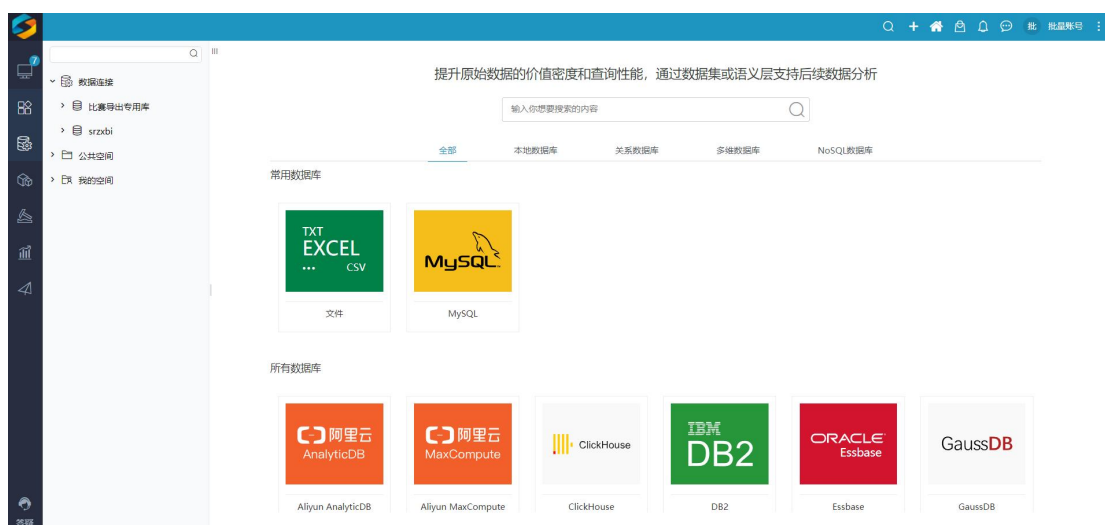 批 批量账号
7
数据连接
比赛导出专用库
srzxbi
公共空间
我的空间
答疑
提升原始数据的价值密度和查询性能，通过数据集或语义层支持后续数据分析
输入你想要搜索的内容
全部 本地数据库 关系数据库 多维数据库 NoSQL数据库
常用数据库
TXT
EXCEL
... CSV
MySQL
文件 MySQL
所有数据库
阿里云
AnalyticDB
阿里云
MaxCompute
ClickHouse
IBM
DB2
ORACLE
Essbase
GaussDB
Aliyun AnalyticDB Aliyun MaxCompute ClickHouse DB2 Essbase GaussDB